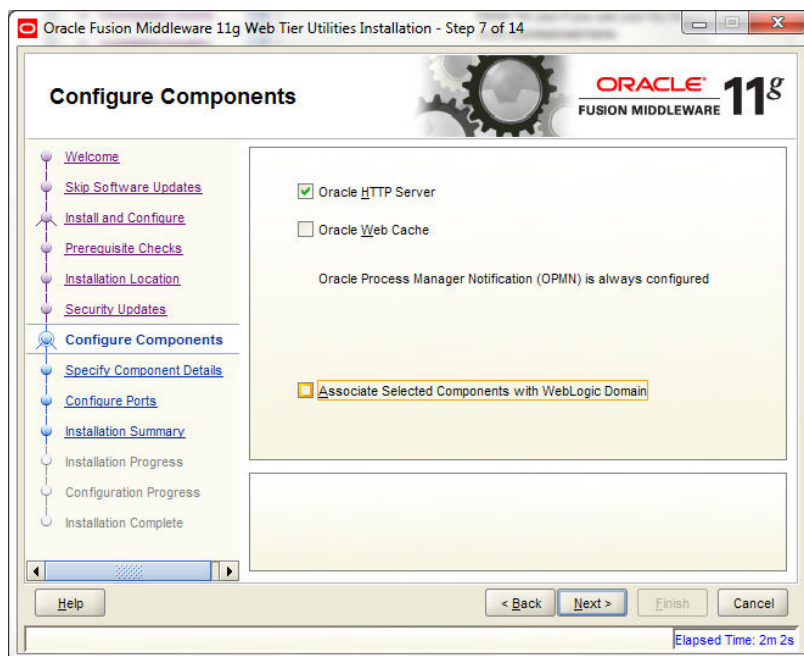 Oracle Fusion Middleware 11g Web Tier Utilities Installation - Step 7 of 14
Configure Components
ORACLE
FUSION MIDDLEWARE
11g
Welcome
Skip Software Updates
Install and Configure
Prerequisite Checks
Installation Location
Security Updates
Configure Components
Specify Component Details
Configure Ports
Installation Summary
Installation Progress
Configuration Progress
Installation Complete
Oracle HTTP Server
Oracle Web Cache
Oracle Process Manager Notification (OPMN) is always configured
Associate Selected Components with WebLogic Domain
Help
< Back
Next >
Finish
Cancel
Elapsed Time: 2m 2s